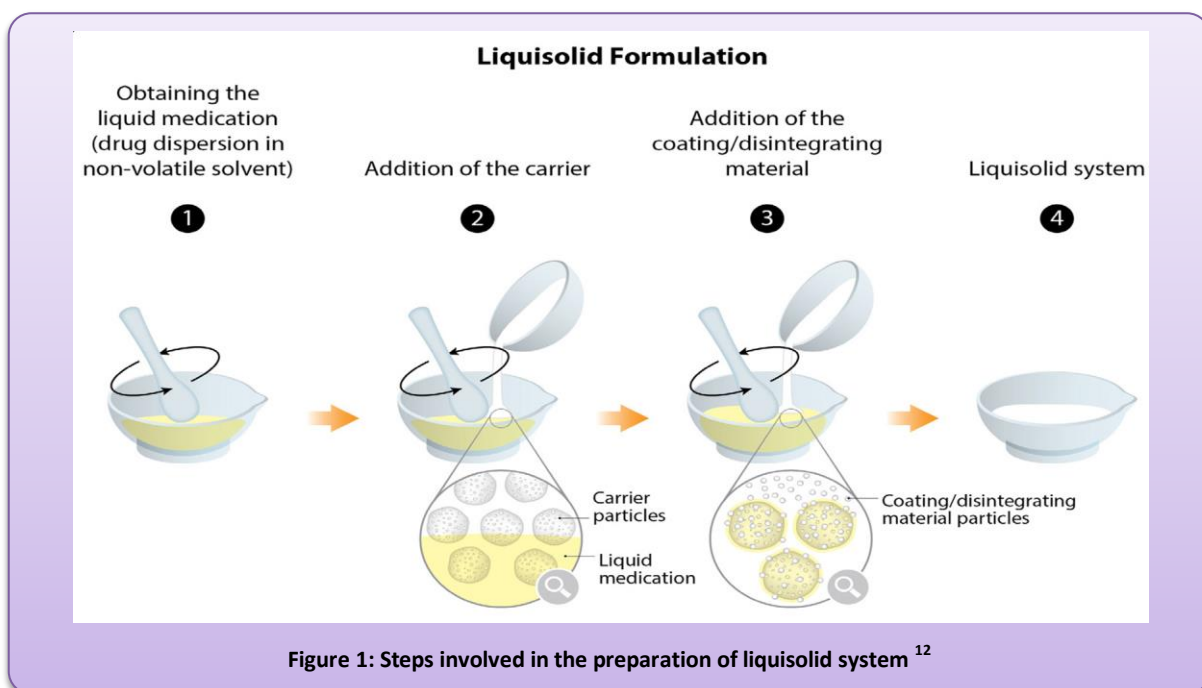 Liquisolid Formulation
Obtaining the
liquid medication
(drug dispersion in
non-volatile solvent)
1
Addition of the carrier
2
Addition of the
coating/disintegrating
material
3
Liquisolid system
4
Carrier
particles
Liquid
medication
Coating/disintegrating
material particles
Figure 1: Steps involved in the preparation of liquisolid system 12